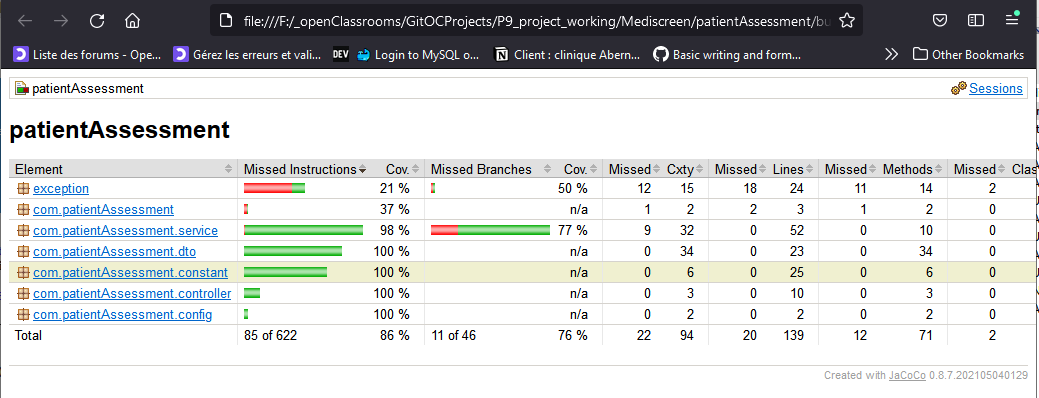 file:///F:/_openClassrooms/GitOCProjects/P9_project_working/Mediscreen/patientAssessment/bu
Liste des forums - Ope... Gérez les erreurs et vali... DEV Login to MySQL o... Client : clinique Abern... Basic writing and form... Other Bookmarks
patientAssessment Sessions
patientAssessment
Element Missed Instructions Cov. Missed Branches Cov. Missed Cxty Missed Lines Missed Methods Missed Clas
exception 21 % 50 % 12 15 18 24 11 14 2
com.patientAssessment 37 % n/a 1 2 2 3 1 2 0
com.patientAssessment.service 98 % 77 % 9 32 0 52 0 10 0
com.patientAssessment.dto 100 % n/a 0 34 0 23 0 34 0
com.patientAssessment.constant 100 % n/a 0 6 0 25 0 6 0
com.patientAssessment.controller 100 % n/a 0 3 0 10 0 3 0
com.patientAssessment.config 100 % n/a 0 2 0 2 0 2 0
Total 85 of 622 86 % 11 of 46 76 % 22 94 20 139 12 71 2
Created with JaCoCo 0.8.7.202105040129